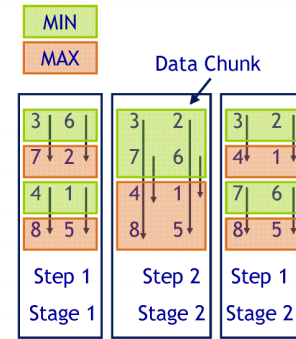 MIN
MAX
Data Chunk
3 6
7 2
4 1
8 5
Step 1
Stage 1
3 2
7 6
4 1
8 5
Step 2
Stage 2
3 2
4 1
7 6
8 5
Step 1
Stage 2